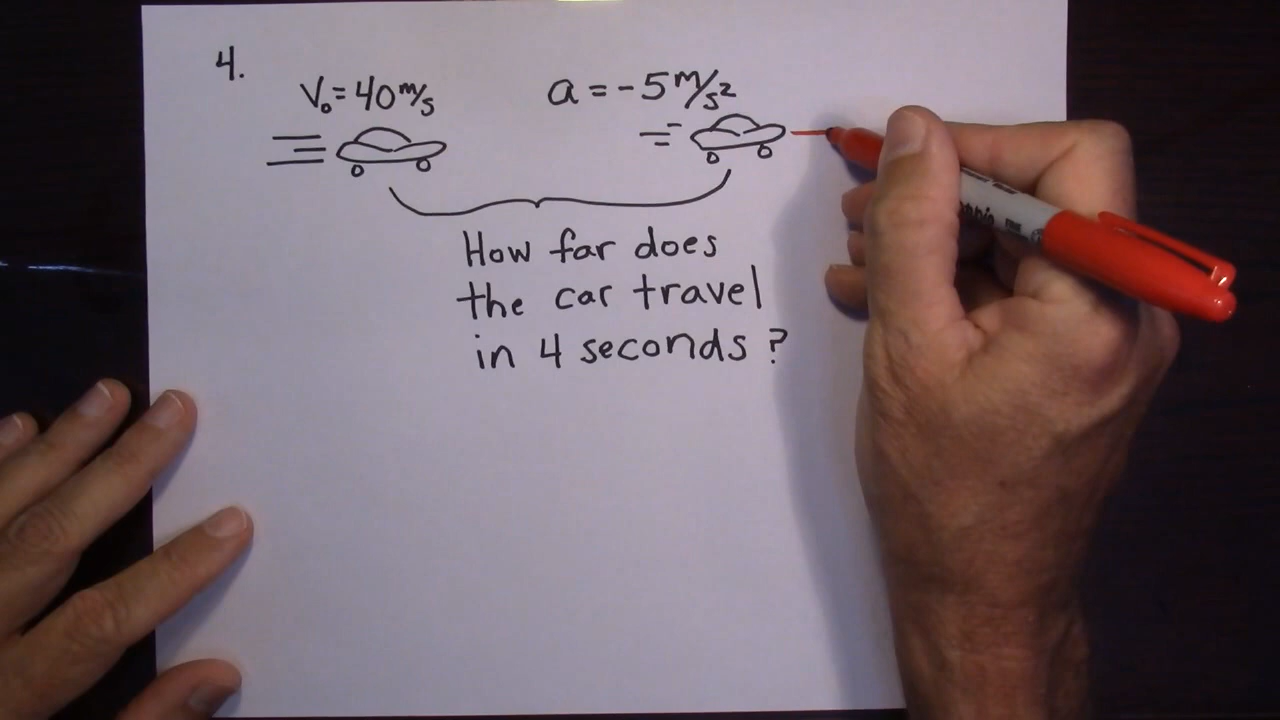 4.
V₀ = 40 m/s
a = -5 m/s²
How far does
the car travel
in 4 seconds ?